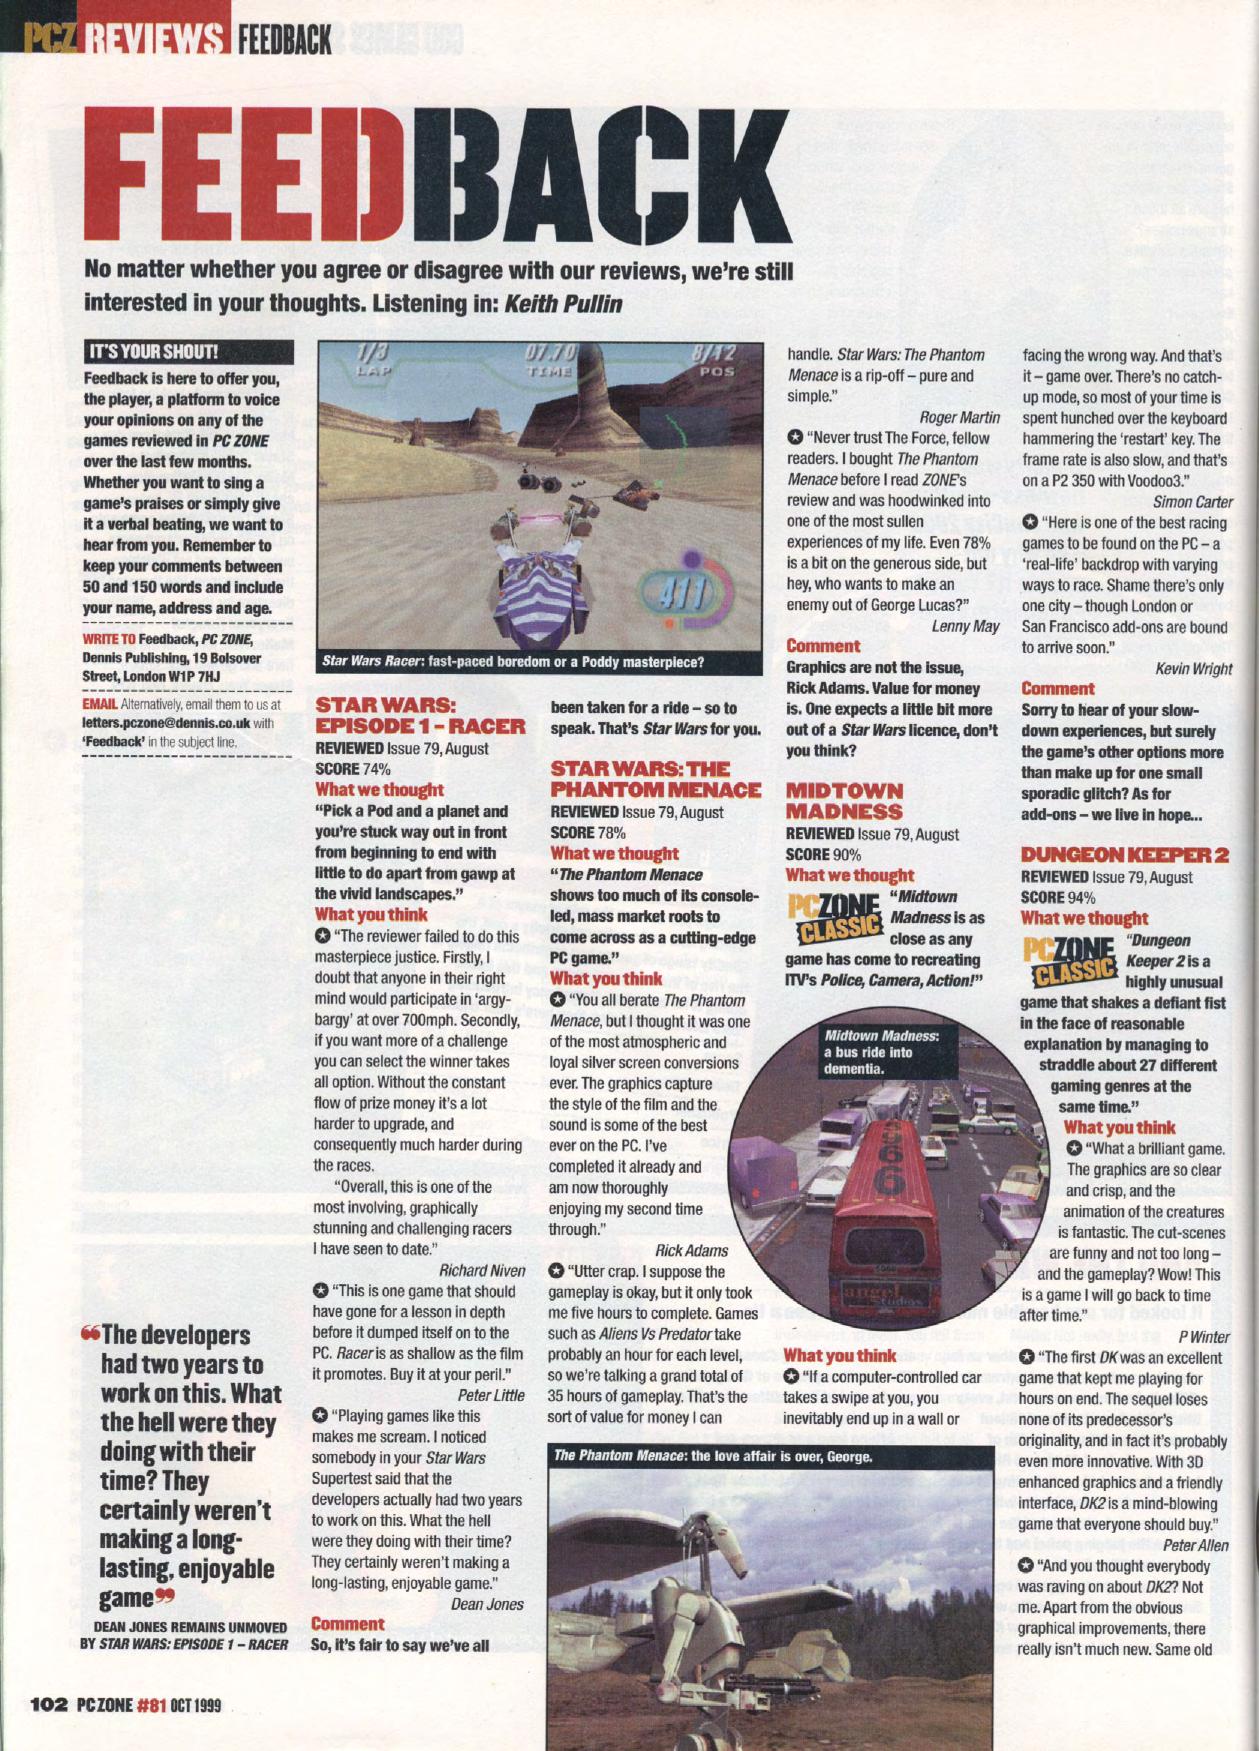 PCZ REVIEWS FEEDBACK
FEEDBACK
No matter whether you agree or disagree with our reviews, we're still
interested in your thoughts. Listening in: Keith Pullin
IT'S YOUR SHOUT!
Feedback is here to offer you,
the player, a platform to voice
your opinions on any of the
games reviewed in PC ZONE
over the last few months.
Whether you want to sing a
game's praises or simply give
it a verbal beating, we want to
hear from you. Remember to
keep your comments between
50 and 150 words and include
your name, address and age.
WRITE TO Feedback, PC ZONE,
Dennis Publishing, 19 Bolsover
Street, London W1P 7HJ
EMAIL Alternatively, email them to us at
letters.pczone@dennis.co.uk with
'Feedback' in the subject line.
❝The developers
had two years to
work on this. What
the hell were they
doing with their
time? They
certainly weren't
making a long-
lasting, enjoyable
game❞
DEAN JONES REMAINS UNMOVED
BY STAR WARS: EPISODE 1 – RACER
1/3
LAP
07.70
TIME
8/12
POS
411
Star Wars Racer: fast-paced boredom or a Poddy masterpiece?
STAR WARS:
EPISODE 1 – RACER
REVIEWED Issue 79, August
SCORE 74%
What we thought
"Pick a Pod and a planet and
you're stuck way out in front
from beginning to end with
little to do apart from gawp at
the vivid landscapes."
What you think
✪ "The reviewer failed to do this
masterpiece justice. Firstly, I
doubt that anyone in their right
mind would participate in 'argy-
bargy' at over 700mph. Secondly,
if you want more of a challenge
you can select the winner takes
all option. Without the constant
flow of prize money it's a lot
harder to upgrade, and
consequently much harder during
the races.
"Overall, this is one of the
most involving, graphically
stunning and challenging racers
I have seen to date."
Richard Niven
✪ "This is one game that should
have gone for a lesson in depth
before it dumped itself on to the
PC. Racer is as shallow as the film
it promotes. Buy it at your peril."
Peter Little
✪ "Playing games like this
makes me scream. I noticed
somebody in your Star Wars
Supertest said that the
developers actually had two years
to work on this. What the hell
were they doing with their time?
They certainly weren't making a
long-lasting, enjoyable game."
Dean Jones
Comment
So, it's fair to say we've all
been taken for a ride – so to
speak. That's Star Wars for you.
STAR WARS: THE
PHANTOM MENACE
REVIEWED Issue 79, August
SCORE 78%
What we thought
"The Phantom Menace
shows too much of its console-
led, mass market roots to
come across as a cutting-edge
PC game."
What you think
✪ "You all berate The Phantom
Menace, but I thought it was one
of the most atmospheric and
loyal silver screen conversions
ever. The graphics capture
the style of the film and the
sound is some of the best
ever on the PC. I've
completed it already and
am now thoroughly
enjoying my second time
through."
Rick Adams
✪ "Utter crap. I suppose the
gameplay is okay, but it only took
me five hours to complete. Games
such as Aliens Vs Predator take
probably an hour for each level,
so we're talking a grand total of
35 hours of gameplay. That's the
sort of value for money I can
handle. Star Wars: The Phantom
Menace is a rip-off – pure and
simple."
Roger Martin
✪ "Never trust The Force, fellow
readers. I bought The Phantom
Menace before I read ZONE's
review and was hoodwinked into
one of the most sullen
experiences of my life. Even 78%
is a bit on the generous side, but
hey, who wants to make an
enemy out of George Lucas?"
Lenny May
Comment
Graphics are not the issue,
Rick Adams. Value for money
is. One expects a little bit more
out of a Star Wars licence, don't
you think?
The Phantom Menace: the love affair is over, George.
MIDTOWN
MADNESS
REVIEWED Issue 79, August
SCORE 90%
What we thought
PC ZONE CLASSIC
"Midtown
Madness is as
close as any
game has come to recreating
ITV's Police, Camera, Action!"
Midtown Madness:
a bus ride into
dementia.
966
angel
Studios
What you think
✪ "If a computer-controlled car
takes a swipe at you, you
inevitably end up in a wall or
facing the wrong way. And that's
it – game over. There's no catch-
up mode, so most of your time is
spent hunched over the keyboard
hammering the 'restart' key. The
frame rate is also slow, and that's
on a P2 350 with Voodoo3."
Simon Carter
✪ "Here is one of the best racing
games to be found on the PC – a
'real-life' backdrop with varying
ways to race. Shame there's only
one city – though London or
San Francisco add-ons are bound
to arrive soon."
Kevin Wright
Comment
Sorry to hear of your slow-
down experiences, but surely
the game's other options more
than make up for one small
sporadic glitch? As for
add-ons – we live in hope...
DUNGEON KEEPER 2
REVIEWED Issue 79, August
SCORE 94%
What we thought
PC ZONE CLASSIC
"Dungeon
Keeper 2 is a
highly unusual
game that shakes a defiant fist
in the face of reasonable
explanation by managing to
straddle about 27 different
gaming genres at the
same time."
What you think
✪ "What a brilliant game.
The graphics are so clear
and crisp, and the
animation of the creatures
is fantastic. The cut-scenes
are funny and not too long –
and the gameplay? Wow! This
is a game I will go back to time
after time."
P Winter
✪ "The first DK was an excellent
game that kept me playing for
hours on end. The sequel loses
none of its predecessor's
originality, and in fact it's probably
even more innovative. With 3D
enhanced graphics and a friendly
interface, DK2 is a mind-blowing
game that everyone should buy."
Peter Allen
✪ "And you thought everybody
was raving on about DK2? Not
me. Apart from the obvious
graphical improvements, there
really isn't much new. Same old
102 PC ZONE #81 OCT 1999